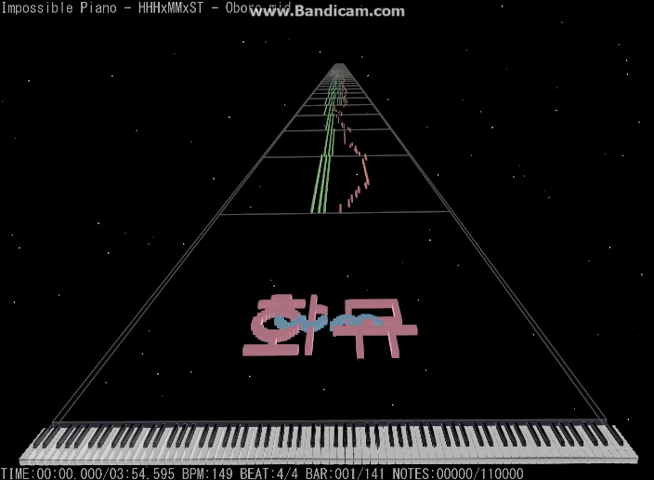 Impossible Piano - HHHxMMxST - Oboro.mid
www.Bandicam.com
화큐
TIME:00:00.000/03:54.595 BPM:149 BEAT:4/4 BAR:001/141 NOTES:00000/110000